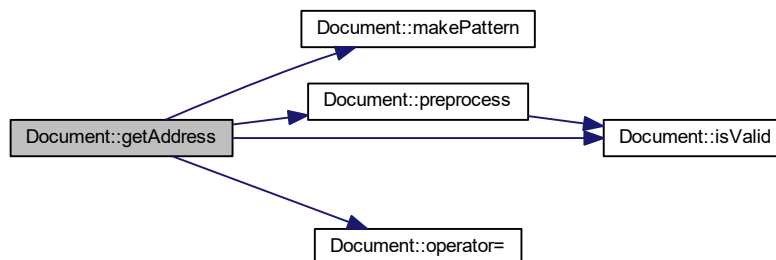 Document::makePattern
Document::preprocess
Document::getAddress
Document::isValid
Document::operator=